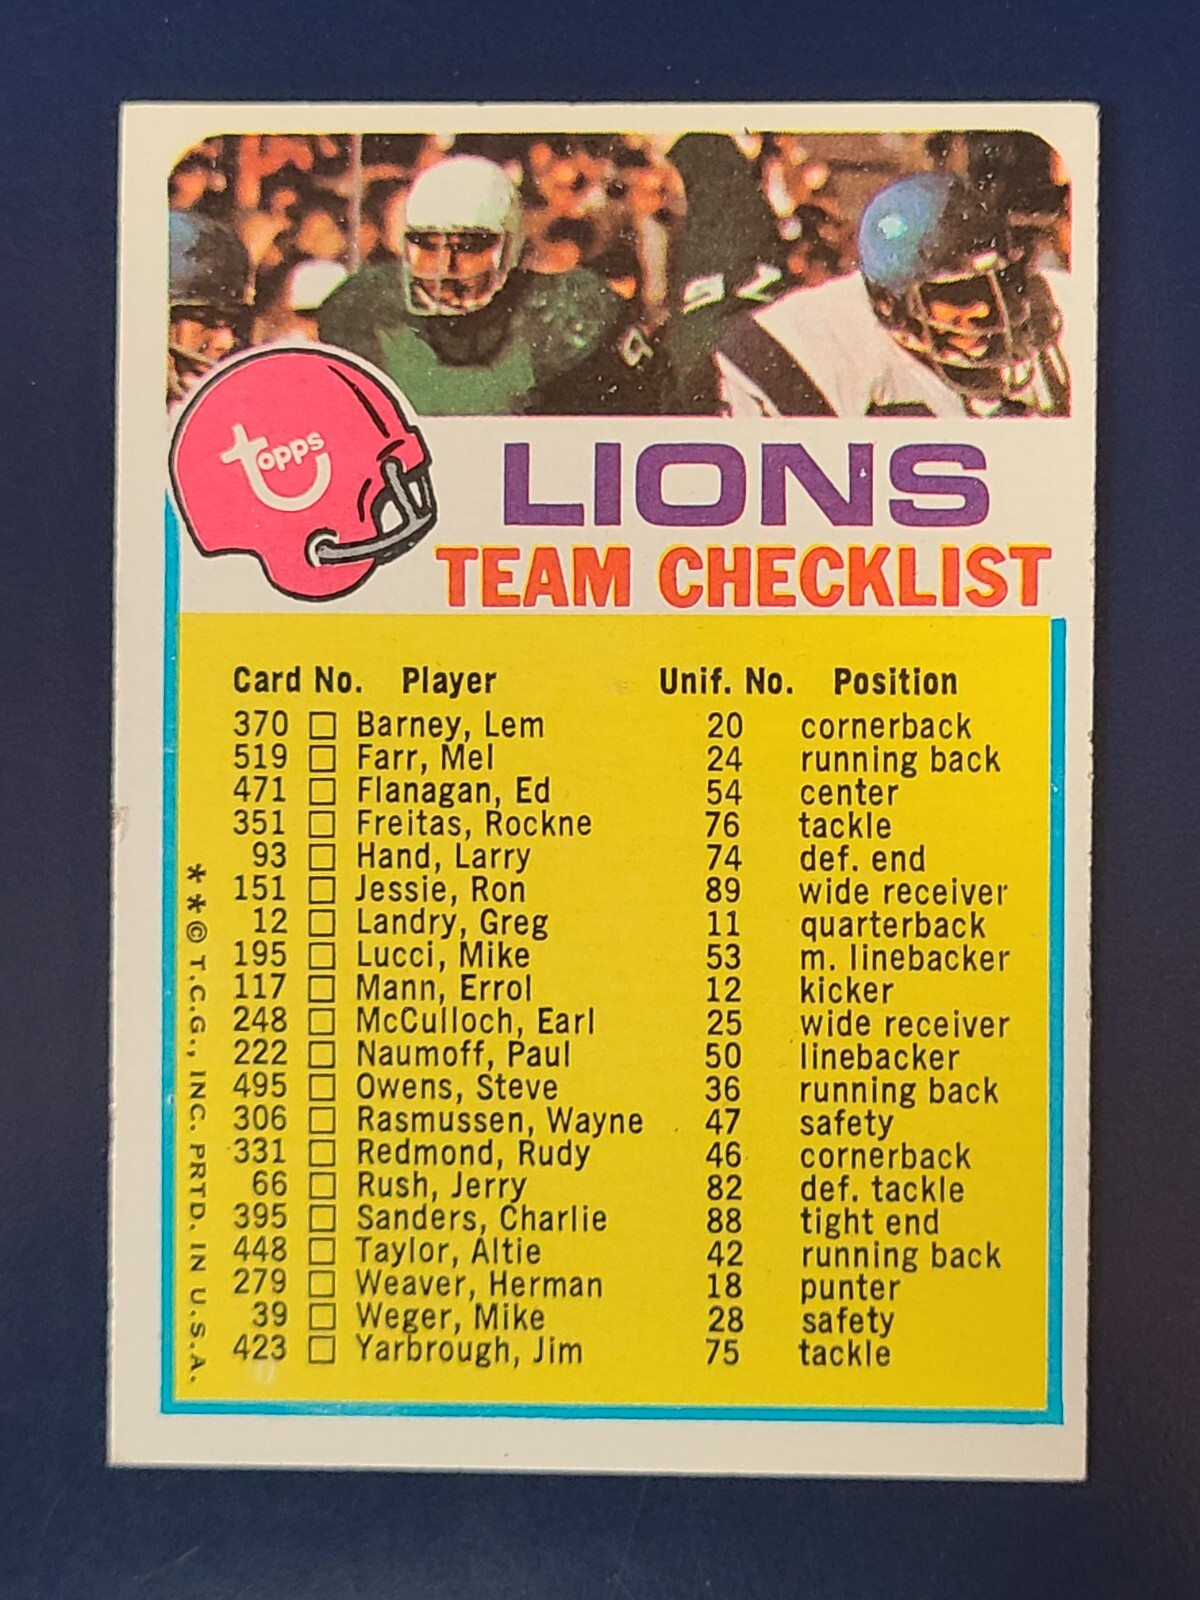 topps
LIONS
TEAM CHECKLIST
Card No. Player Unif. No. Position
370 Barney, Lem 20 cornerback
519 Farr, Mel 24 running back
471 Flanagan, Ed 54 center
351 Freitas, Rockne 76 tackle
93 Hand, Larry 74 def. end
151 Jessie, Ron 89 wide receiver
12 Landry, Greg 11 quarterback
195 Lucci, Mike 53 m. linebacker
117 Mann, Errol 12 kicker
248 McCulloch, Earl 25 wide receiver
222 Naumoff, Paul 50 linebacker
495 Owens, Steve 36 running back
306 Rasmussen, Wayne 47 safety
331 Redmond, Rudy 46 cornerback
66 Rush, Jerry 82 def. tackle
395 Sanders, Charlie 88 tight end
448 Taylor, Altie 42 running back
279 Weaver, Herman 18 punter
39 Weger, Mike 28 safety
423 Yarbrough, Jim 75 tackle
**© T.C.G., INC. PRTD. IN U.S.A.